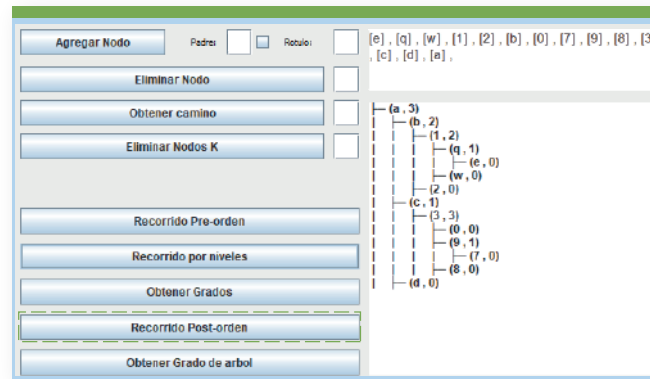 Agregar Nodo Padre: Rotulo:
Eliminar Nodo
Obtener camino
Eliminar Nodos K
Recorrido Pre-orden
Recorrido por niveles
Obtener Grados
Recorrido Post-orden
Obtener Grado de arbol
[e] , [q] , [w] , [1] , [2] , [b] , [0] , [7] , [9] , [8] , [3
, [c] , [d] , [a] ,
(a , 3)
(b , 2)
(1 , 2)
(q , 1)
(e , 0)
(w , 0)
(2 , 0)
(c , 1)
(3 , 3)
(0 , 0)
(9 , 1)
(7 , 0)
(8 , 0)
(d , 0)